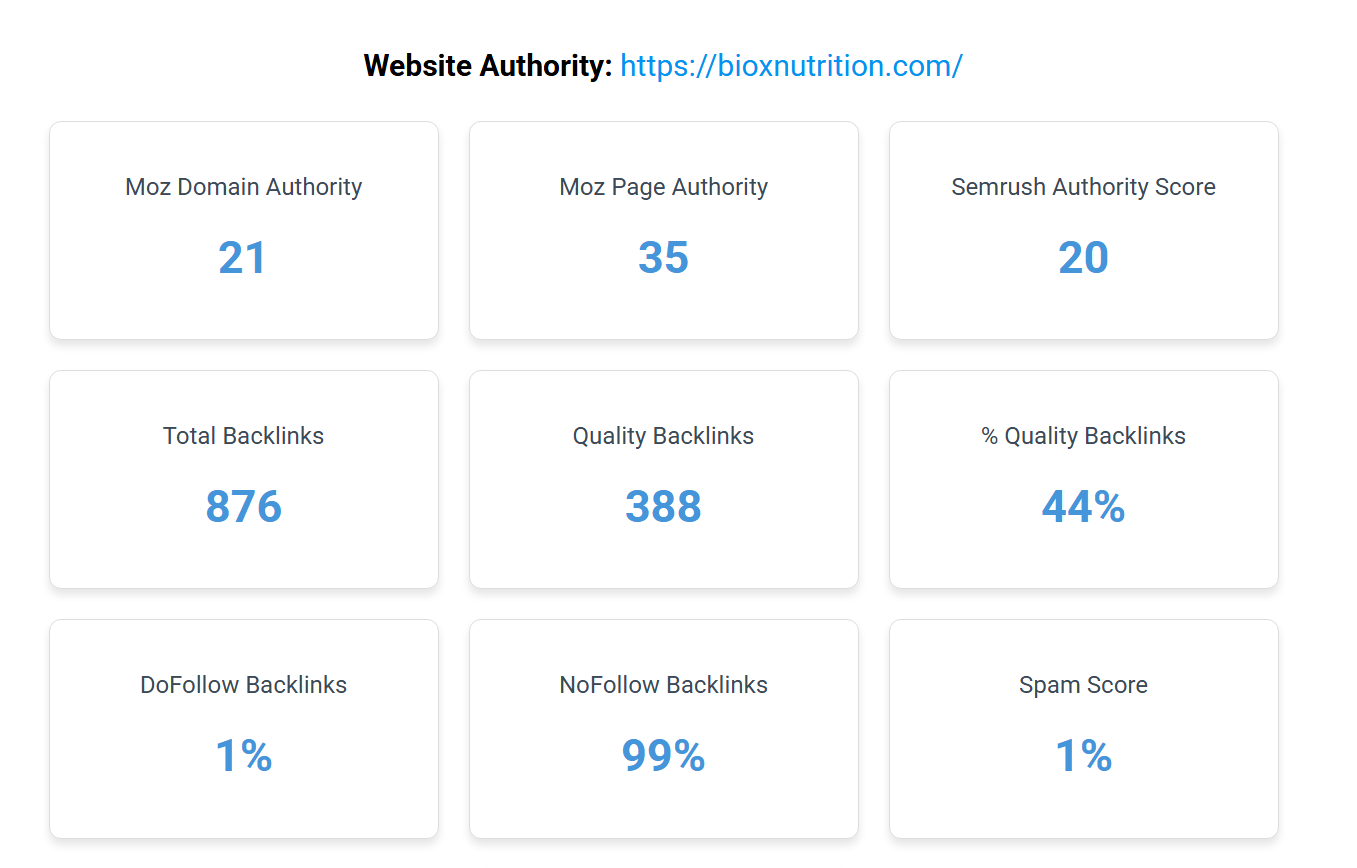 Website Authority: https://bioxnutrition.com/
Moz Domain Authority
21
Moz Page Authority
35
Semrush Authority Score
20
Total Backlinks
876
Quality Backlinks
388
% Quality Backlinks
44%
DoFollow Backlinks
1%
NoFollow Backlinks
99%
Spam Score
1%